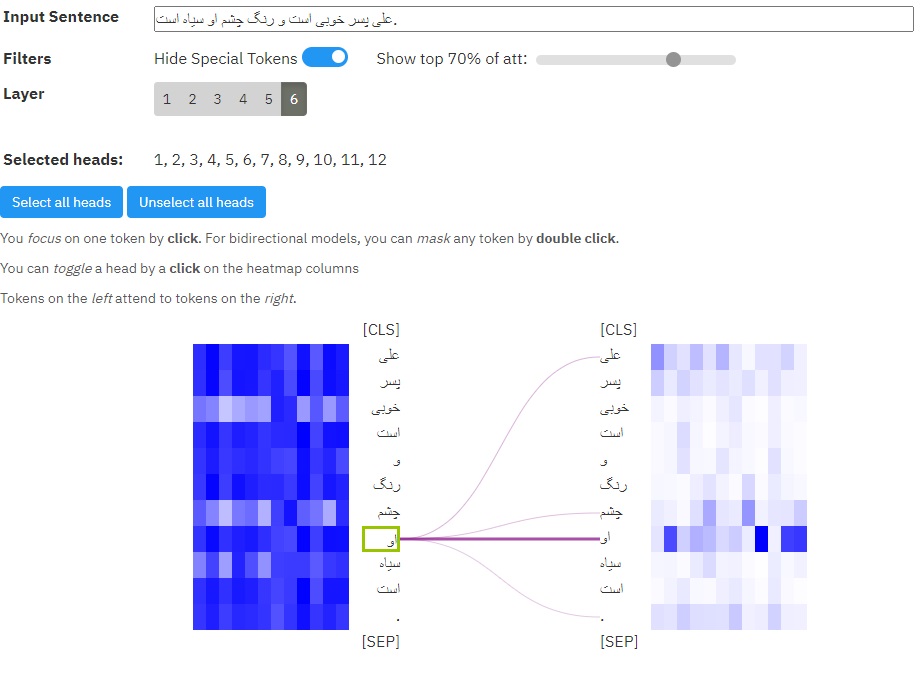 Input Sentence
علی پسر خوبی است و رنگ چشم او سیاه است.
Filters
Hide Special Tokens
Show top 70% of att:
Layer
1 2 3 4 5 6
Selected heads: 1, 2, 3, 4, 5, 6, 7, 8, 9, 10, 11, 12
Select all heads Unselect all heads
You focus on one token by click. For bidirectional models, you can mask any token by double click.
You can toggle a head by a click on the heatmap columns
Tokens on the left attend to tokens on the right.
[CLS] [CLS]
علی علی
پسر پسر
خوبی خوبی
است است
و و
رنگ رنگ
چشم چشم
او او
سیاه سیاه
است است
. .
[SEP] [SEP]